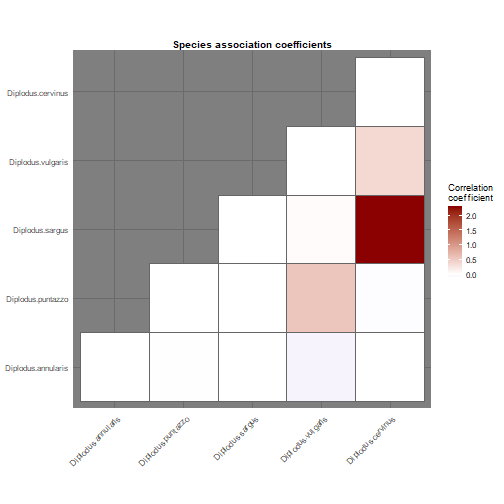 Species association coefficients
Diplodus.cervinus
Diplodus.vulgaris
Diplodus.sargus
Diplodus.puntazzo
Diplodus.annularis
Diplodus.annularis
Diplodus.puntazzo
Diplodus.sargus
Diplodus.vulgaris
Diplodus.cervinus
Correlation
coefficient
2.0
1.5
1.0
0.5
0.0